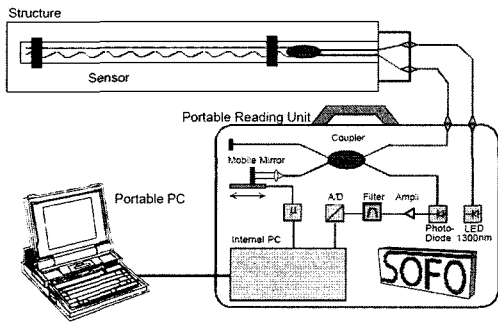 Structure
Sensor
Portable Reading Unit
Coupler
Mobile Mirror
Portable PC
A/D
Filter
Ampli
μ
Photo-
Diode
LED
1300nm
Internal PC
SOFO